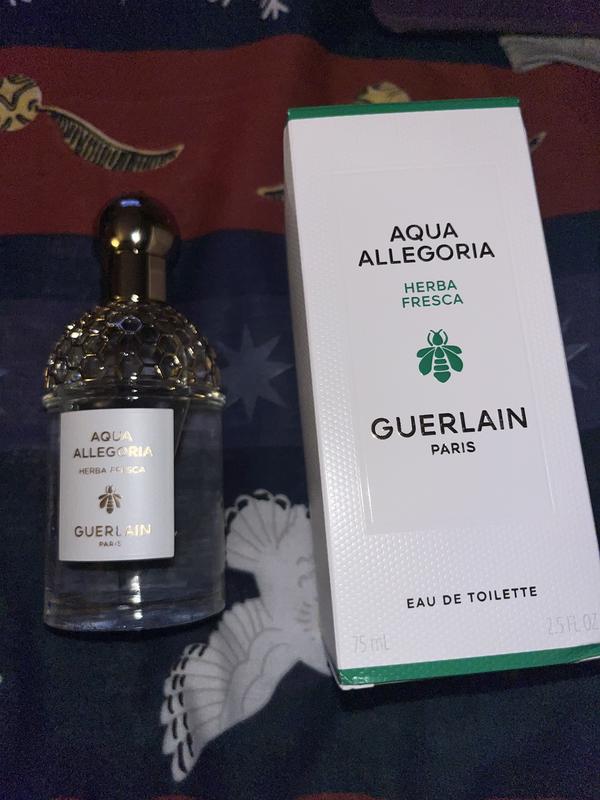 AQUA
ALLEGORIA
HERBA FRESCA
GUERLAIN
PARIS
AQUA
ALLEGORIA
HERBA
FRESCA
GUERLAIN
PARIS
EAU DE TOILETTE
75 mL
2.5 FL.OZ